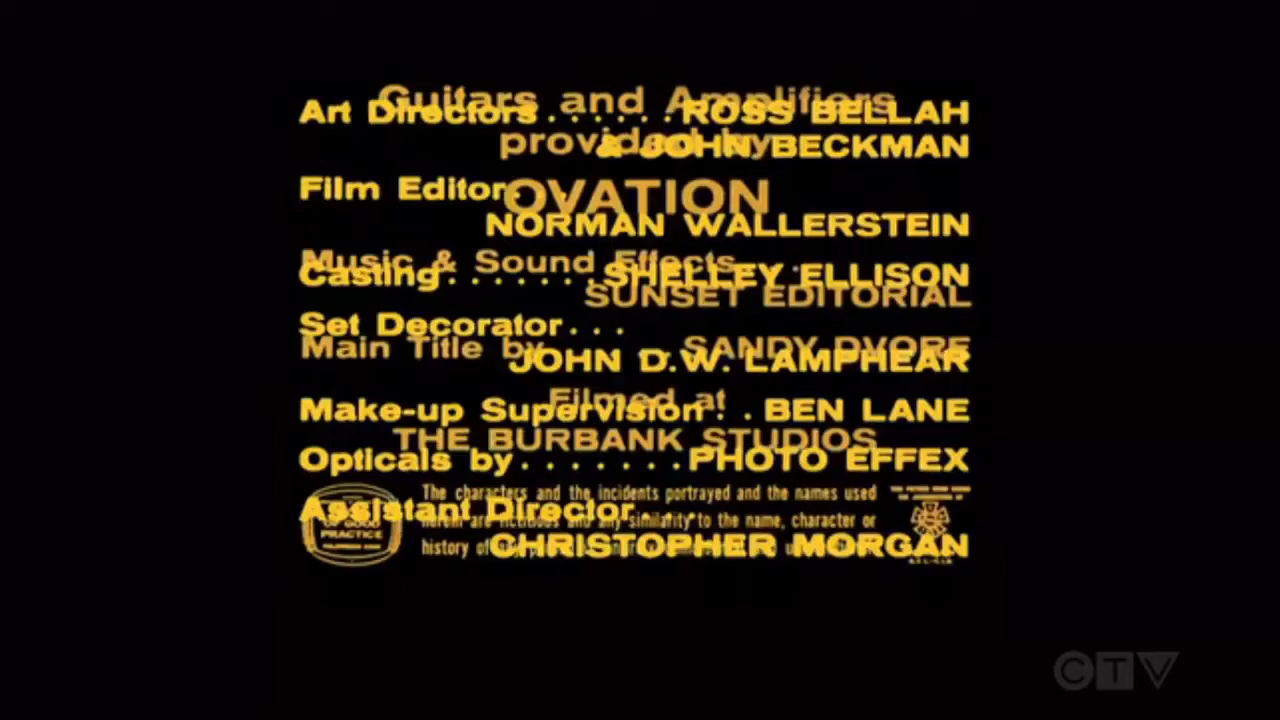 Guitars and Amplifiers
Art Directors......ROSS BELLAH
provided by
& JOHN BECKMAN
Film Editor...
OVATION
NORMAN WALLERSTEIN
Music & Sound Effects...
Casting.......SHELLEY ELLISON
SUNSET EDITORIAL
Set Decorator...
Main Title by SANDY DVORE
JOHN D.W. LAMPHEAR
Filmed at
Make-up Supervision..BEN LANE
THE BURBANK STUDIOS
Opticals by.......PHOTO EFFEX
The characters and the incidents portrayed and the names used
Assistant Director...
herein are fictitious and any similarity to the name, character or
OF GOOD
PRACTICE
history of
CHRISTOPHER MORGAN
CTV